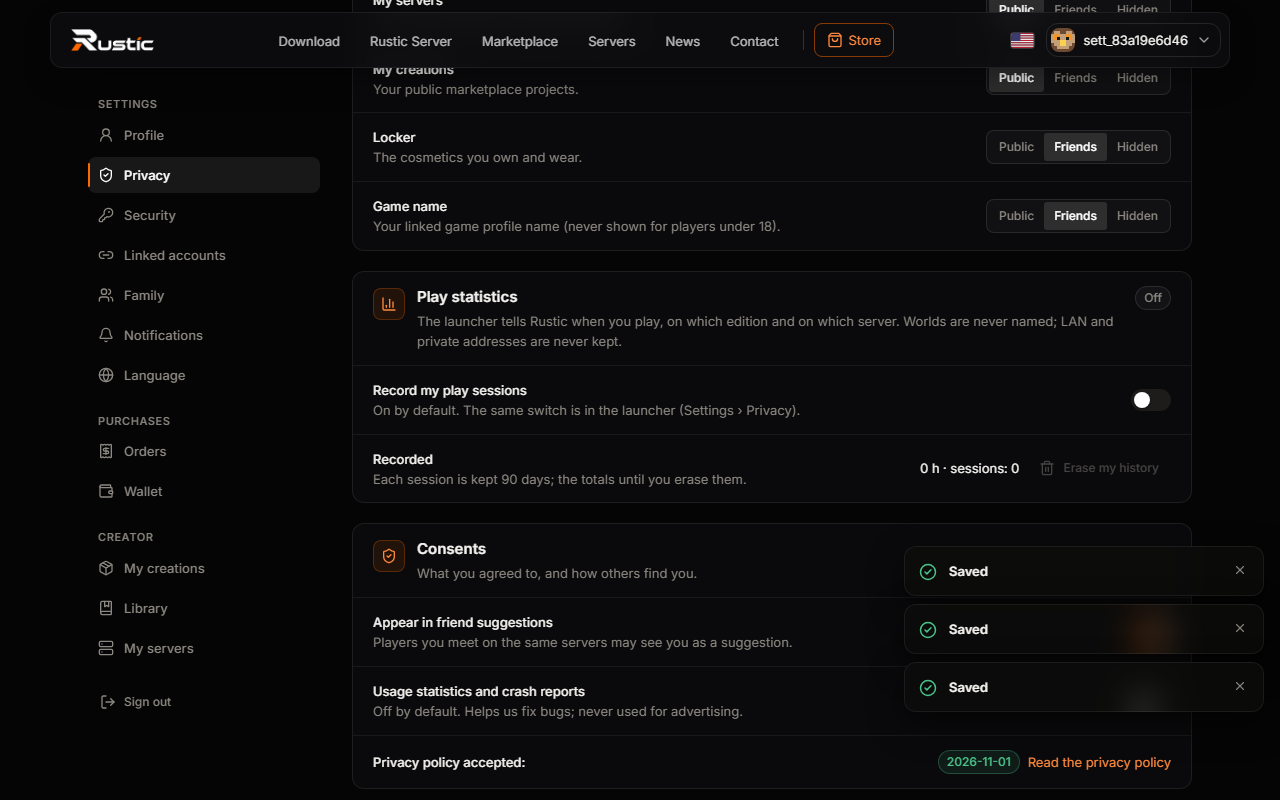 My servers
Public Friends Hidden
Rustic
Download Rustic Server Marketplace Servers News Contact Store
sett_83a19e6d46
My creations
Your public marketplace projects.
Public Friends Hidden
SETTINGS
Profile
Privacy
Security
Linked accounts
Family
Notifications
Language
PURCHASES
Orders
Wallet
CREATOR
My creations
Library
My servers
Sign out
Locker
The cosmetics you own and wear.
Public Friends Hidden
Game name
Your linked game profile name (never shown for players under 18).
Public Friends Hidden
Play statistics
Off
The launcher tells Rustic when you play, on which edition and on which server. Worlds are never named; LAN and
private addresses are never kept.
Record my play sessions
On by default. The same switch is in the launcher (Settings › Privacy).
Recorded
Each session is kept 90 days; the totals until you erase them.
0 h · sessions: 0 Erase my history
Consents
What you agreed to, and how others find you.
Appear in friend suggestions
Players you meet on the same servers may see you as a suggestion.
Usage statistics and crash reports
Off by default. Helps us fix bugs; never used for advertising.
Privacy policy accepted:
2026-11-01 Read the privacy policy
Saved
Saved
Saved